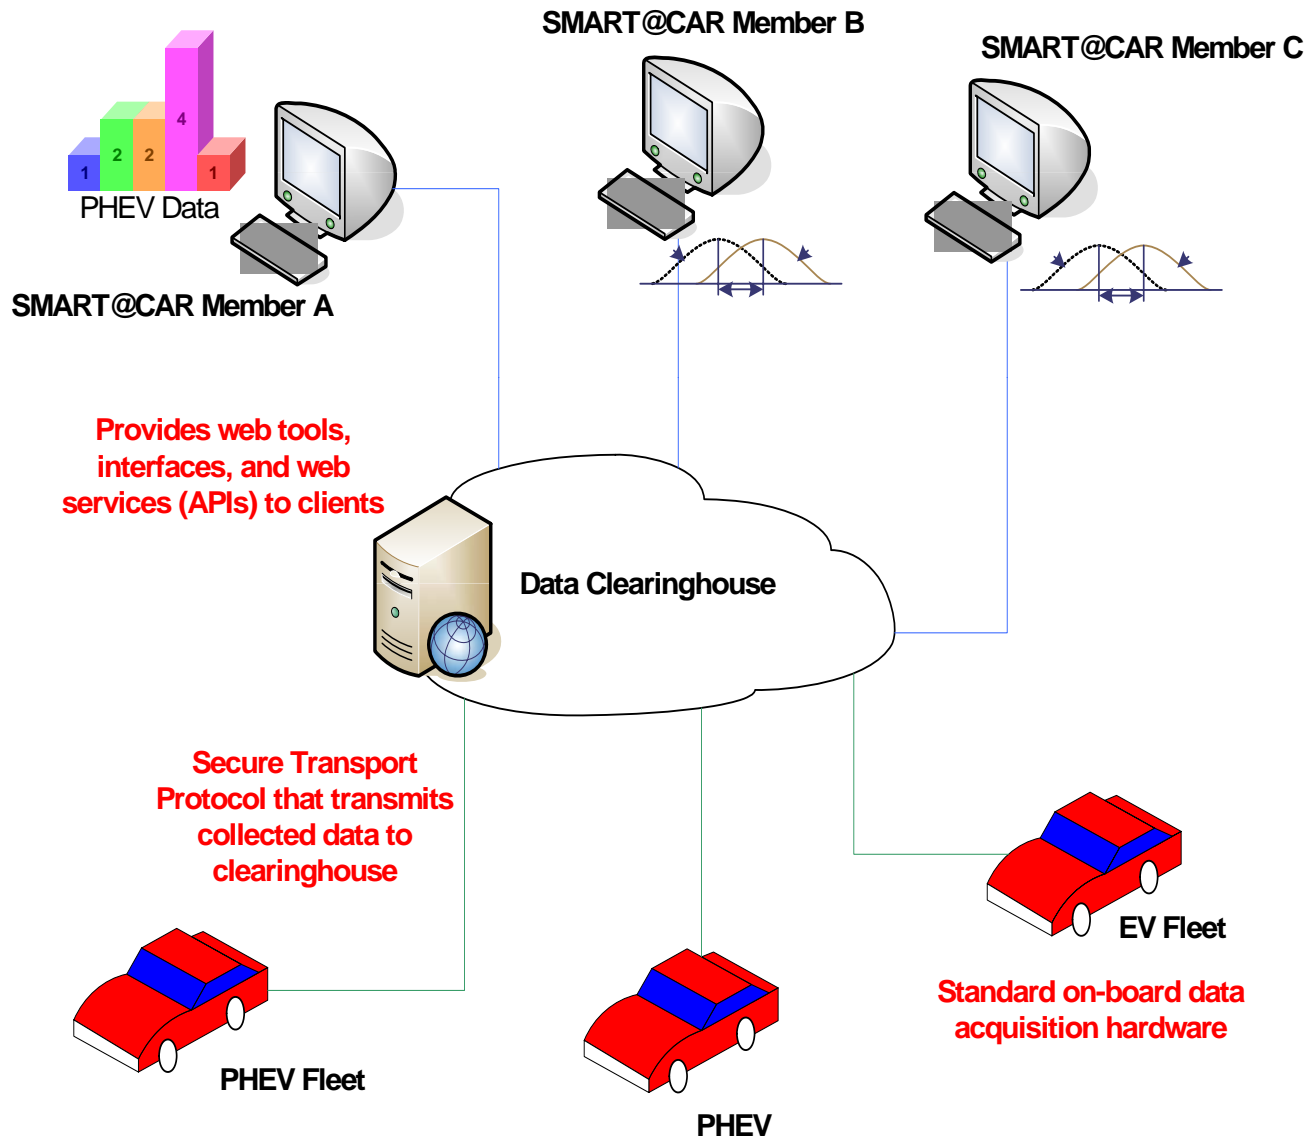 SMART@CAR Member B
SMART@CAR Member C
4
2
2
1
1
PHEV Data
SMART@CAR Member A
Provides web tools,
interfaces, and web
services (APIs) to clients
Data Clearinghouse
Secure Transport
Protocol that transmits
collected data to
clearinghouse
EV Fleet
Standard on-board data
acquisition hardware
PHEV Fleet
PHEV